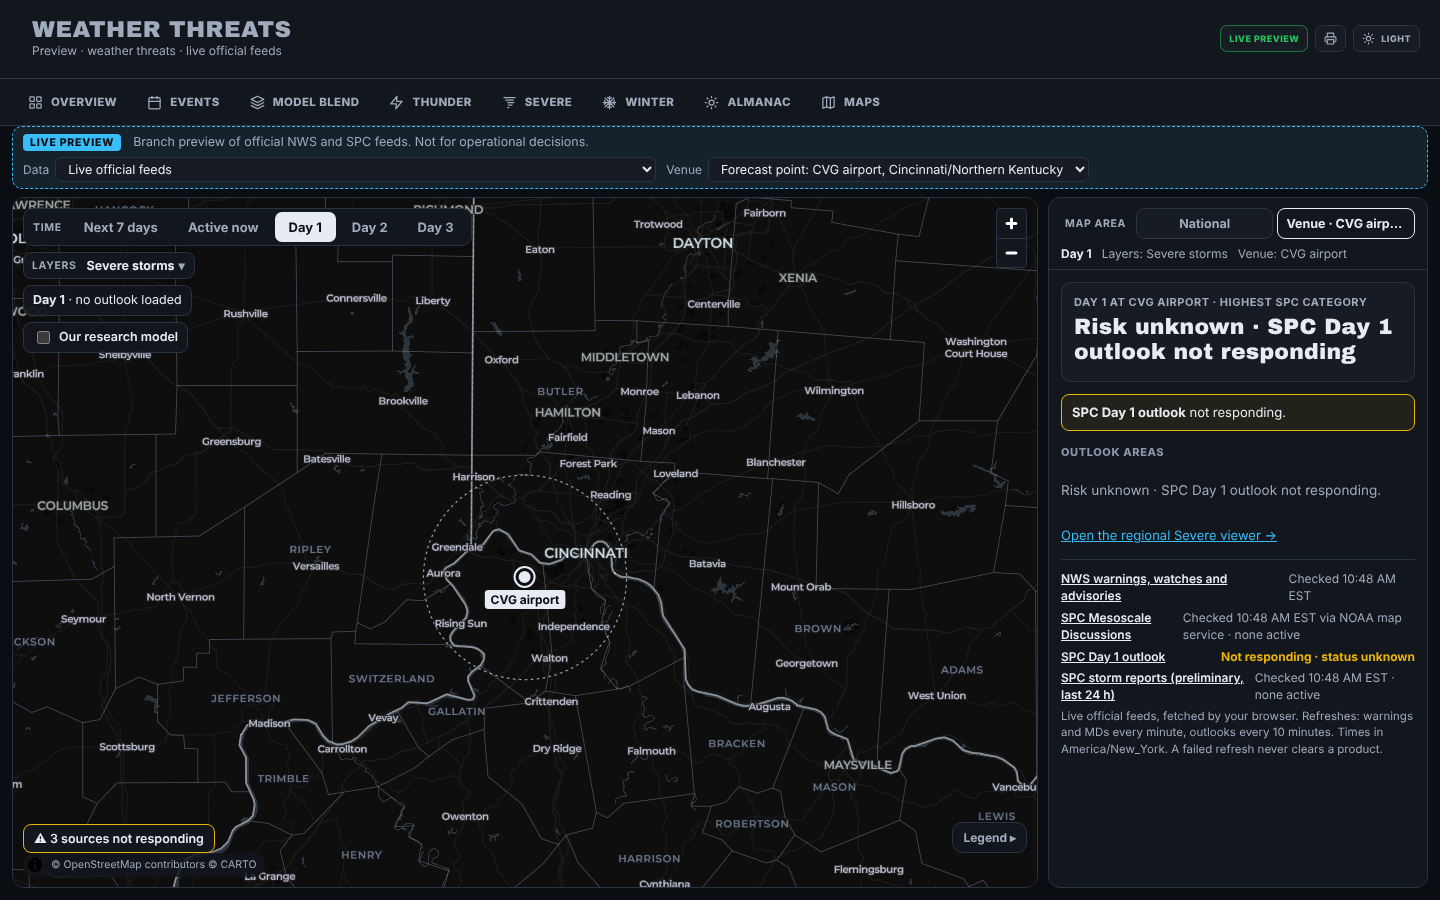 WEATHER THREATS
Preview · weather threats · live official feeds
LIVE PREVIEW
LIGHT
OVERVIEW
EVENTS
MODEL BLEND
THUNDER
SEVERE
WINTER
ALMANAC
MAPS
LIVE PREVIEW Branch preview of official NWS and SPC feeds. Not for operational decisions.
Data Live official feeds Venue Forecast point: CVG airport, Cincinnati/Northern Kentucky
TIME Next 7 days Active now Day 1 Day 2 Day 3
LAYERS Severe storms ▾
Day 1 · no outlook loaded
Our research model
+
−
WRENCE
HANCOCK
RICHMOND
Fairborn
Trotwood
DAYTON
Eaton
XENIA
Connersville
Liberty
Centerville
Rushville
Shelbyville
Washington
Court House
anklin
Oxford
MIDDLETOWN
BUTLER
Monroe
Lebanon
Wilmington
Brookville
HAMILTON
Greensburg
Fairfield
Mason
Batesville
Forest Park
Blanchester
Harrison
Loveland
Reading
COLUMBUS
Hillsboro
RIPLEY
Greendale
CINCINNATI
Versailles
Aurora
Batavia
Mount Orab
North Vernon
CVG airport
Seymour
Rising Sun
Independence
BROWN
CKSON
Walton
Georgetown
ADAMS
SWITZERLAND
West Union
JEFFERSON
Crittenden
GALLATIN
Augusta
Madison
Vevay
Scottsburg
Carrollton
Dry Ridge
Falmouth
BRACKEN
MAYSVILLE
TRIMBLE
MASON
Vancebu
m
Owenton
LEWIS
ROBERTSON
HENRY
HARRISON
Flemingsburg
La Grange
Cynthiana
⚠ 3 sources not responding
© OpenStreetMap contributors © CARTO
Legend ▸
MAP AREA National Venue · CVG airp...
Day 1 Layers: Severe storms Venue: CVG airport
DAY 1 AT CVG AIRPORT · HIGHEST SPC CATEGORY
Risk unknown · SPC Day 1
outlook not responding
SPC Day 1 outlook not responding.
OUTLOOK AREAS
Risk unknown · SPC Day 1 outlook not responding.
Open the regional Severe viewer →
NWS warnings, watches and
advisories
Checked 10:48 AM
EST
SPC Mesoscale
Discussions
Checked 10:48 AM EST via NOAA map
service · none active
SPC Day 1 outlook Not responding · status unknown
SPC storm reports (preliminary,
last 24 h)
Checked 10:48 AM EST ·
none active
Live official feeds, fetched by your browser. Refreshes: warnings
and MDs every minute, outlooks every 10 minutes. Times in
America/New_York. A failed refresh never clears a product.